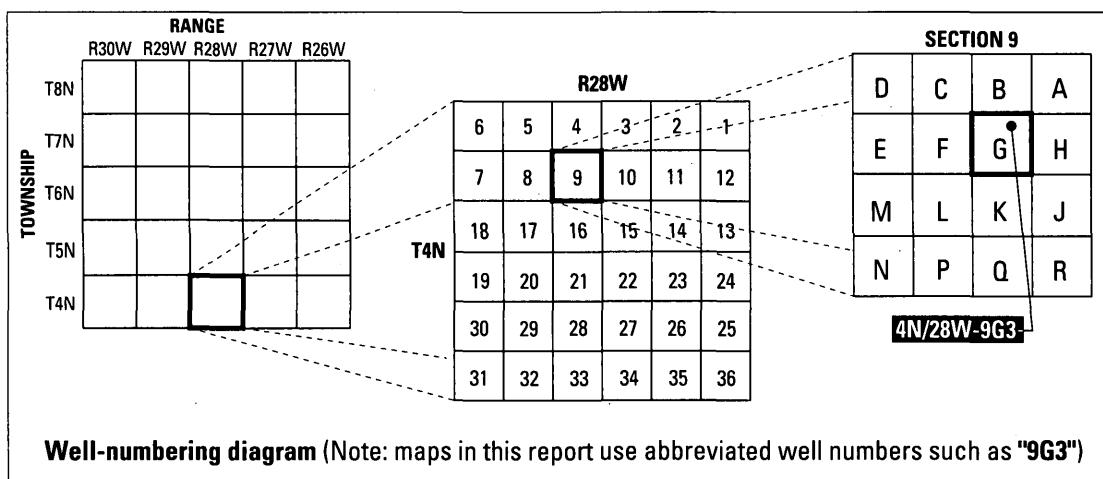 RANGE
R30W R29W R28W R27W R26W
TOWNSHIP
T8N
T7N
T6N
T5N
T4N
R28W
T4N
6 5 4 3 2 1
7 8 9 10 11 12
18 17 16 15 14 13
19 20 21 22 23 24
30 29 28 27 26 25
31 32 33 34 35 36
SECTION 9
D C B A
E F G H
M L K J
N P Q R
4N/28W-9G3
Well-numbering diagram (Note: maps in this report use abbreviated well numbers such as "9G3")